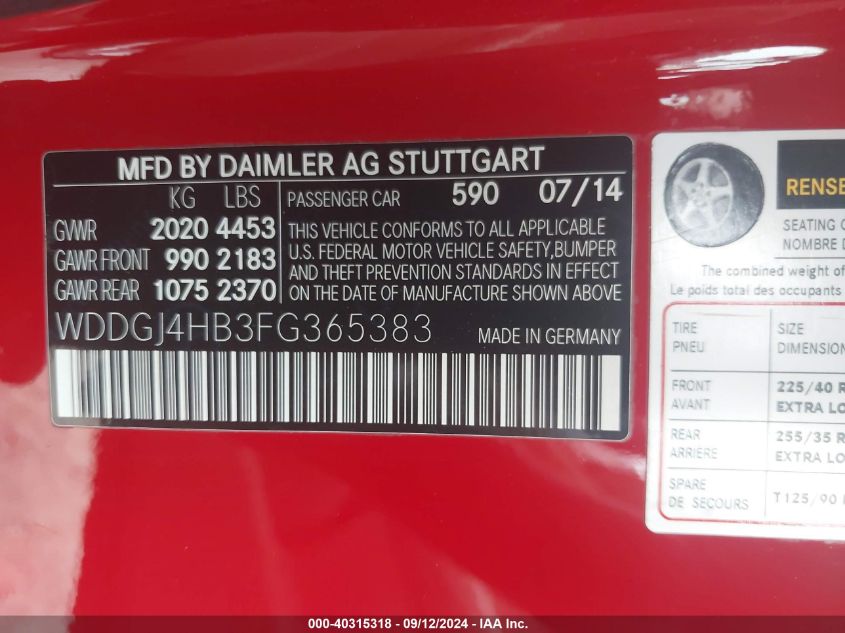 MFD BY DAIMLER AG STUTTGART
KG LBS
GVWR 2020 4453
GAWR FRONT 990 2183
GAWR REAR 1075 2370
PASSENGER CAR 590 07/14
THIS VEHICLE CONFORMS TO ALL APPLICABLE
U.S. FEDERAL MOTOR VEHICLE SAFETY,BUMPER
AND THEFT PREVENTION STANDARDS IN EFFECT
ON THE DATE OF MANUFACTURE SHOWN ABOVE
WDDGJ4HB3FG365383 MADE IN GERMANY
RENSE
SEATING
NOMBRE D
The combined weight of
Le poids total des occupants
TIRE SIZE
PNEU DIMENSION
FRONT 225/40 R
AVANT EXTRA LO
REAR 255/35 R
ARRIERE EXTRA LO
SPARE
DE SECOURS T125/90
000-40315318 - 09/12/2024 - IAA Inc.